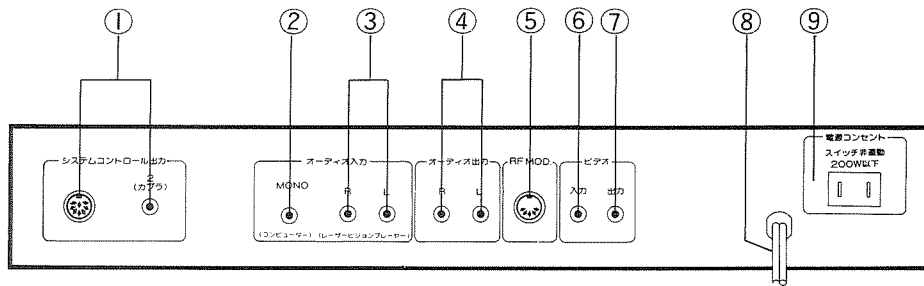 ① ② ③ ④ ⑤ ⑥ ⑦ ⑧ ⑨
電源コンセント
システムコントロール出力 オーディオ入力 オーディオ出力 RF MOD. ビデオ
スイッチ非連動
200W以下
2
(カプラ)
MONO R L R L 入力 出力
(コンピューター) (レーザービジョンプレーヤー)